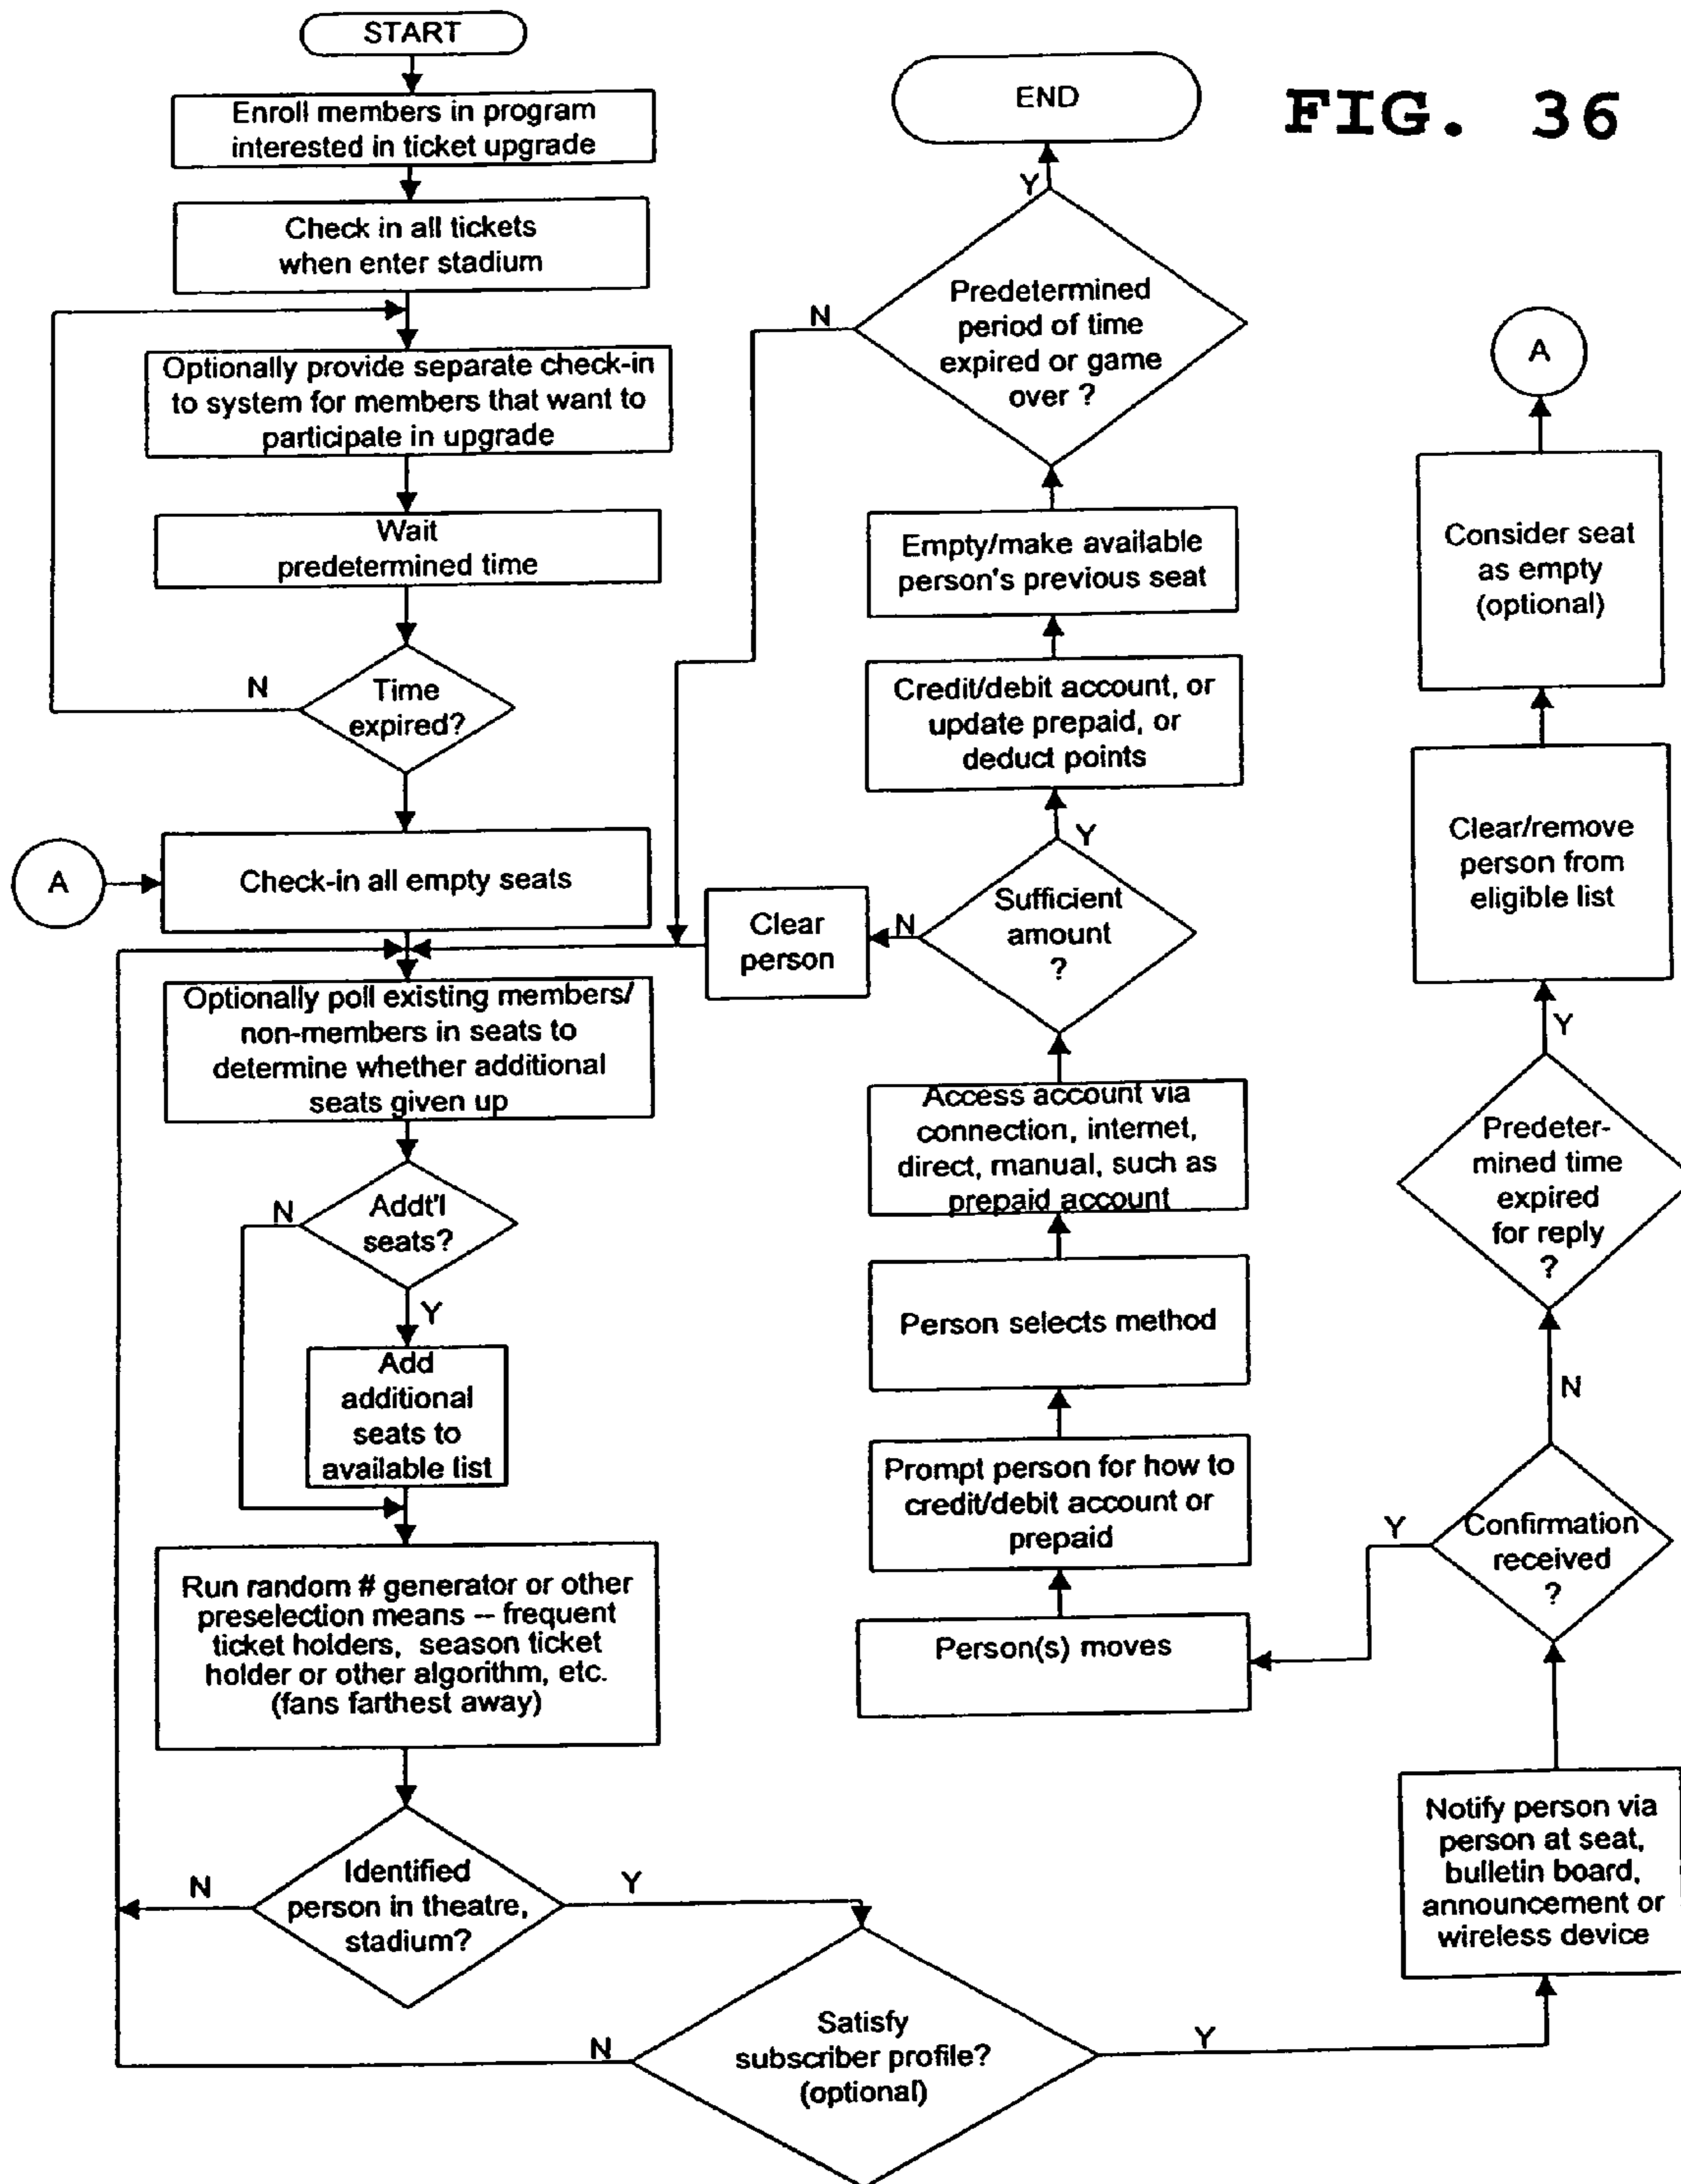 START
Enroll members in program
interested in ticket upgrade
Check in all tickets
when enter stadium
Optionally provide separate check-in
to system for members that want to
participate in upgrade
Wait
predetermined time
N
Time
expired?
A
Check-in all empty seats
Optionally poll existing members/
non-members in seats to
determine whether additional
seats given up
N
Addt'l
seats?
Y
Add
additional
seats to
available list
Run random # generator or other
preselection means -- frequent
ticket holders, season ticket
holder or other algorithm, etc.
(fans farthest away)
N
Identified
person in theatre,
stadium?
Y
N
Satisfy
subscriber profile?
(optional)
Y
END
Y
N
Predetermined
period of time
expired or game
over ?
Empty/make available
person's previous seat
Credit/debit account, or
update prepaid, or
deduct points
Y
Clear
person
N
Sufficient
amount
?
Access account via
connection, internet,
direct, manual, such as
prepaid account
Person selects method
Prompt person for how to
credit/debit account or
prepaid
Person(s) moves
FIG. 36
A
Consider seat
as empty
(optional)
Clear/remove
person from
eligible list
Y
Predeter-
mined time
expired
for reply
?
N
Y
Confirmation
received
?
Notify person via
person at seat,
bulletin board,
announcement or
wireless device